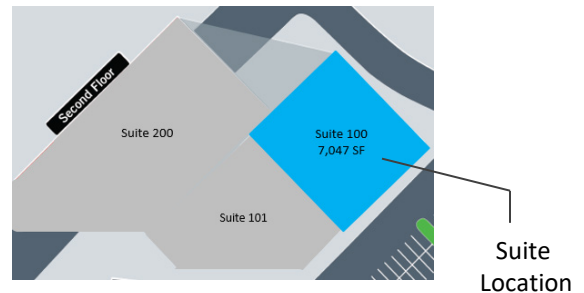 Second Floor
Suite 200
Suite 100
7,047 SF
Suite 101
Suite
Location